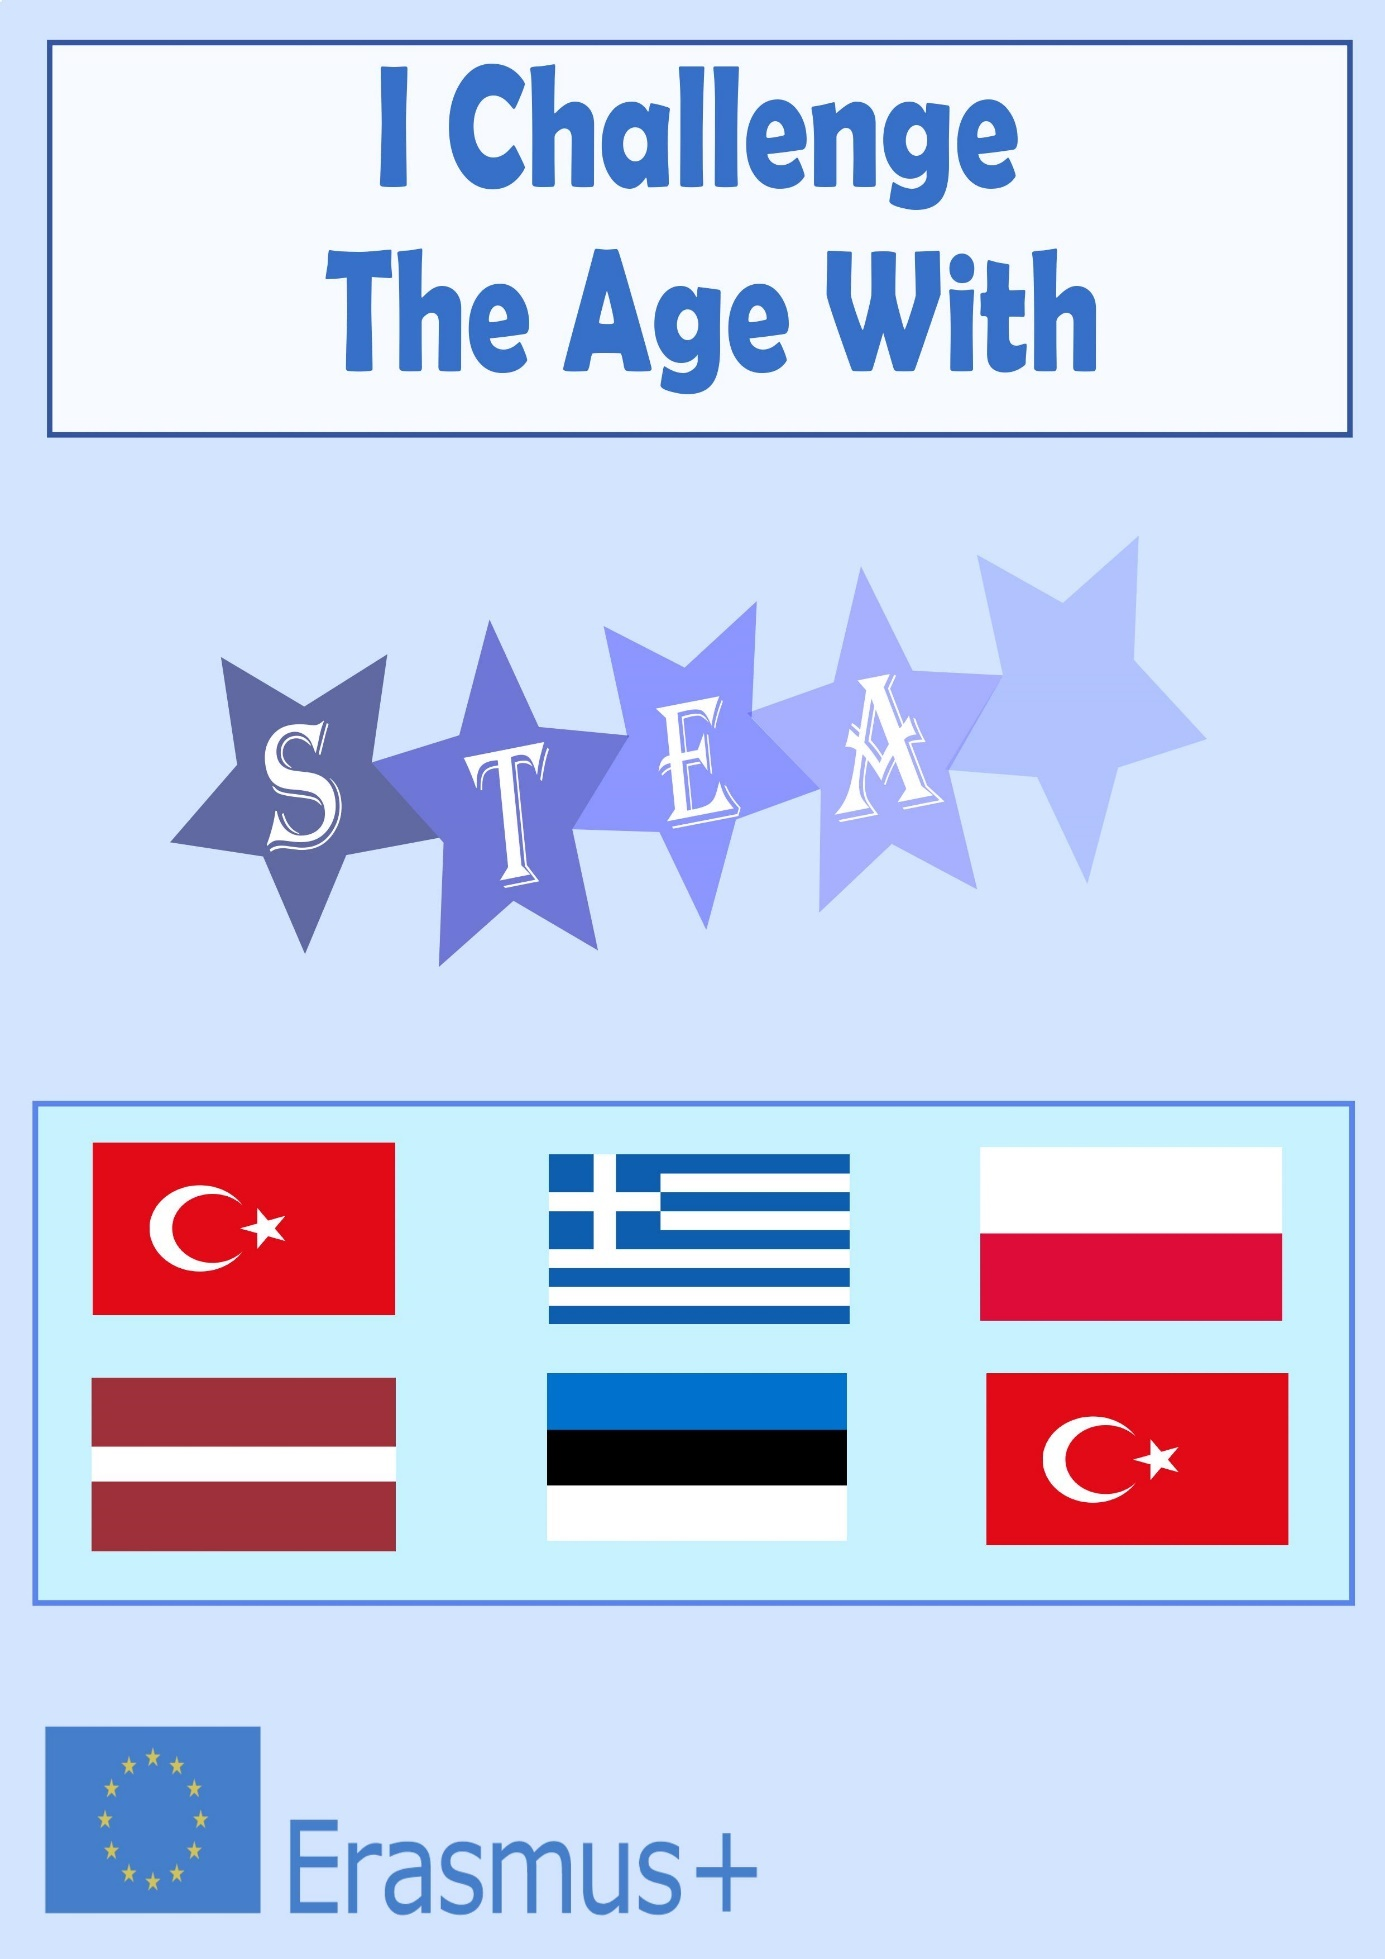 I Challenge
The Age With
S T E A
Erasmus+